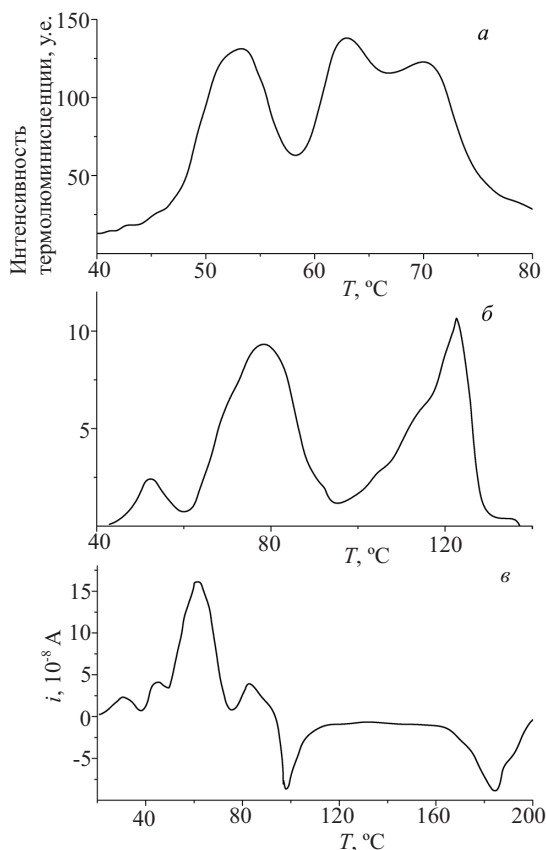 Интенсивность
термолюминисценции, у.е.
150
100
50
а
40 50 60 70 80
T, ºC
10
5
б
40 80 120
T, ºC
i, 10-8 А
15
10
5
0
-5
в
40 80 120 160 200
T, ºC